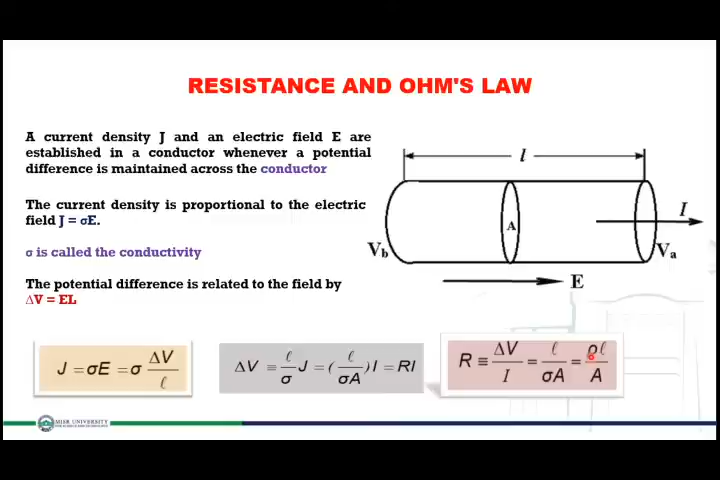 RESISTANCE AND OHM'S LAW
A current density J and an electric field E are
established in a conductor whenever a potential
difference is maintained across the conductor
The current density is proportional to the electric
field J = σE.
σ is called the conductivity
The potential difference is related to the field by
ΔV = EL
l
A
I
V_b
V_a
E
J = σE = σ ΔV/ℓ
ΔV = ℓ/σ J = (ℓ/σA) I = RI
R ≡ ΔV/I = ℓ/σA = ρℓ/A
MISR UNIVERSITY